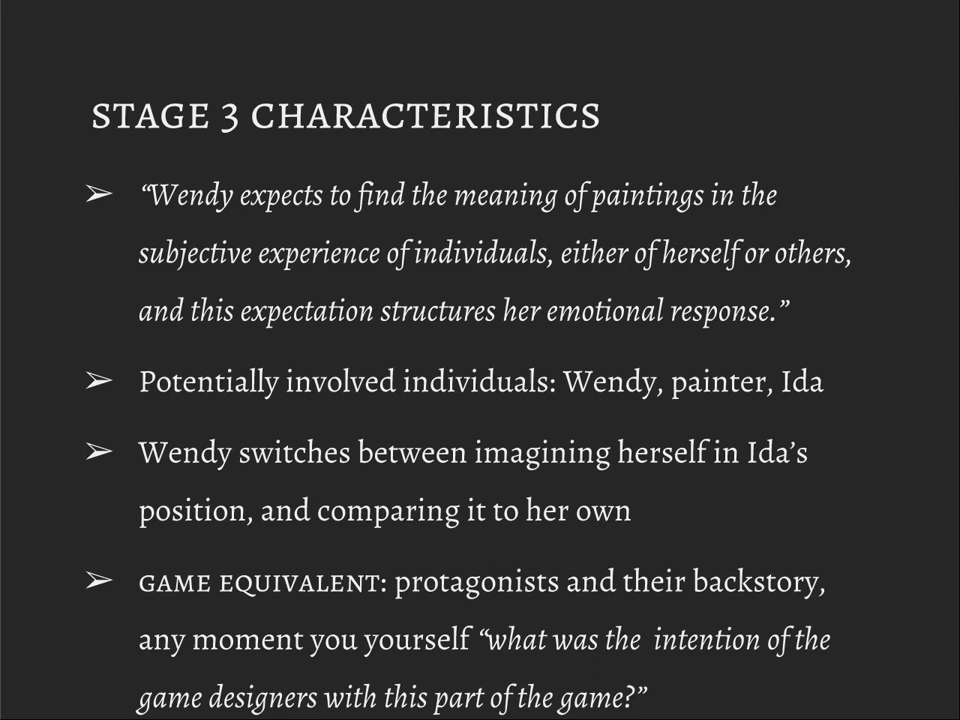 STAGE 3 CHARACTERISTICS
➢ “Wendy expects to find the meaning of paintings in the
subjective experience of individuals, either of herself or others,
and this expectation structures her emotional response.”
➢ Potentially involved individuals: Wendy, painter, Ida
➢ Wendy switches between imagining herself in Ida’s
position, and comparing it to her own
➢ GAME EQUIVALENT: protagonists and their backstory,
any moment you yourself “what was the intention of the
game designers with this part of the game?”